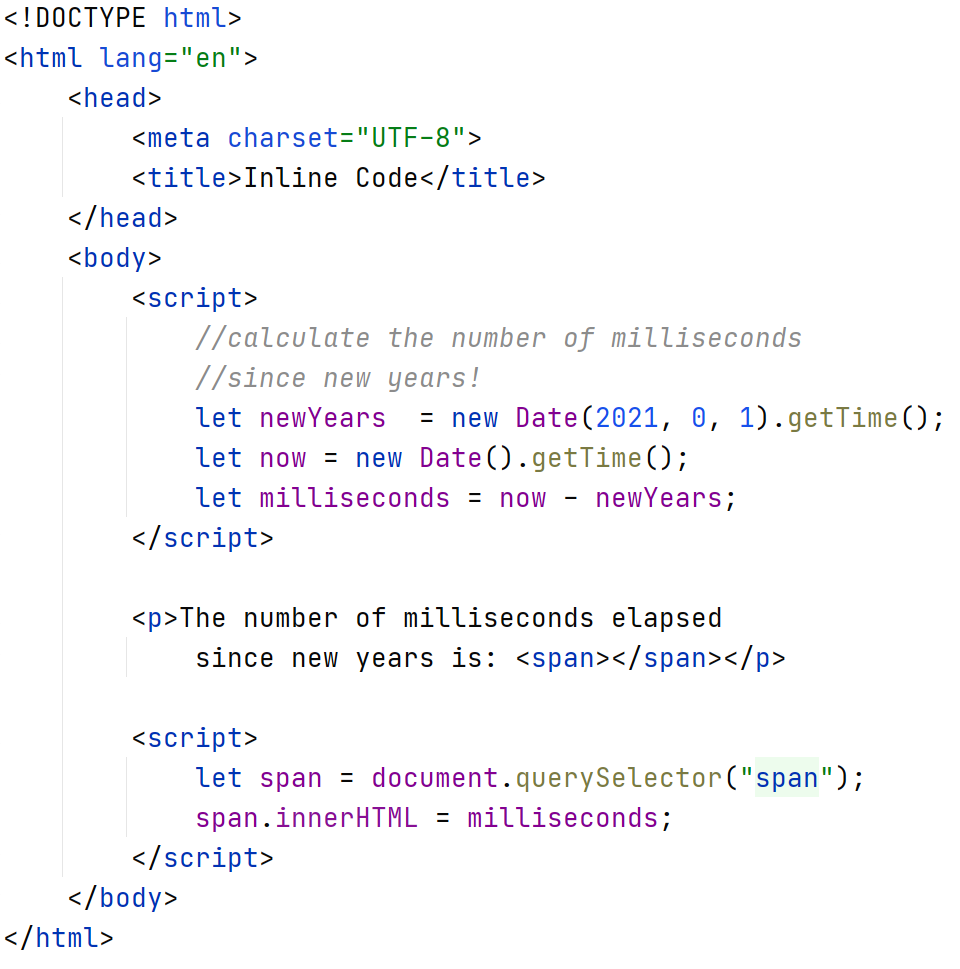 <!DOCTYPE html>
<html lang="en">
    <head>
        <meta charset="UTF-8">
        <title>Inline Code</title>
    </head>
    <body>
        <script>
            //calculate the number of milliseconds
            //since new years!
            let newYears  = new Date(2021, 0, 1).getTime();
            let now = new Date().getTime();
            let milliseconds = now - newYears;
        </script>

        <p>The number of milliseconds elapsed
            since new years is: <span></span></p>

        <script>
            let span = document.querySelector("span");
            span.innerHTML = milliseconds;
        </script>
    </body>
</html>